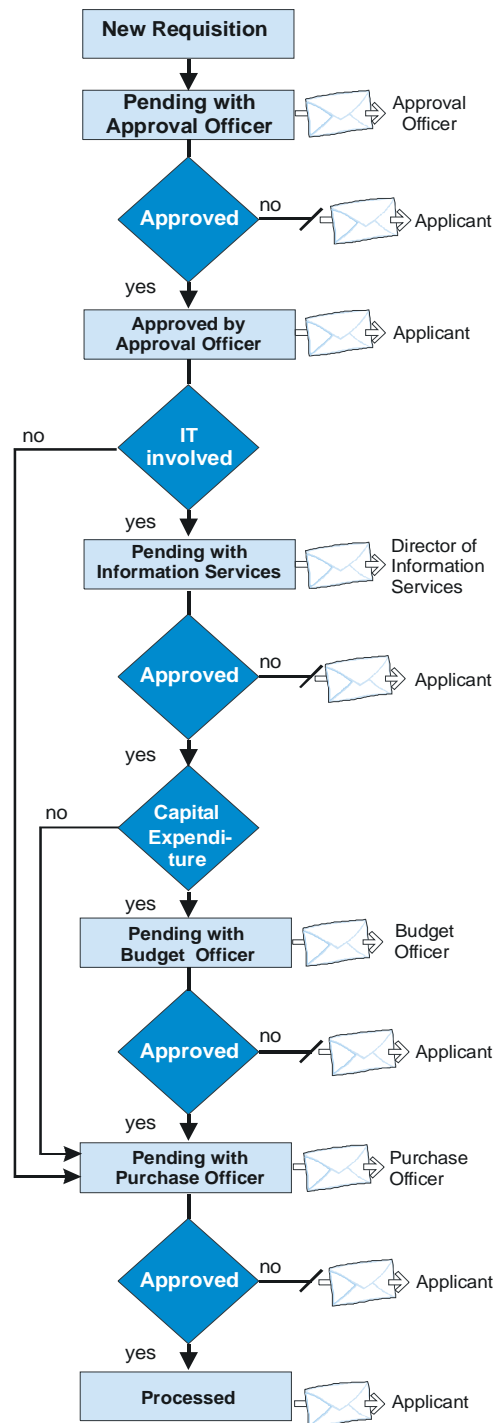 New Requisition
Pending with
Approval Officer
Approval
Officer
Approved
no
Applicant
yes
Approved by
Approval Officer
Applicant
no
IT
involved
yes
Pending with
Information Services
Director of
Information
Services
Approved
no
Applicant
yes
no
Capital
Expendi-
ture
yes
Pending with
Budget Officer
Budget
Officer
Approved
no
Applicant
yes
Pending with
Purchase Officer
Purchase
Officer
Approved
no
Applicant
yes
Processed
Applicant